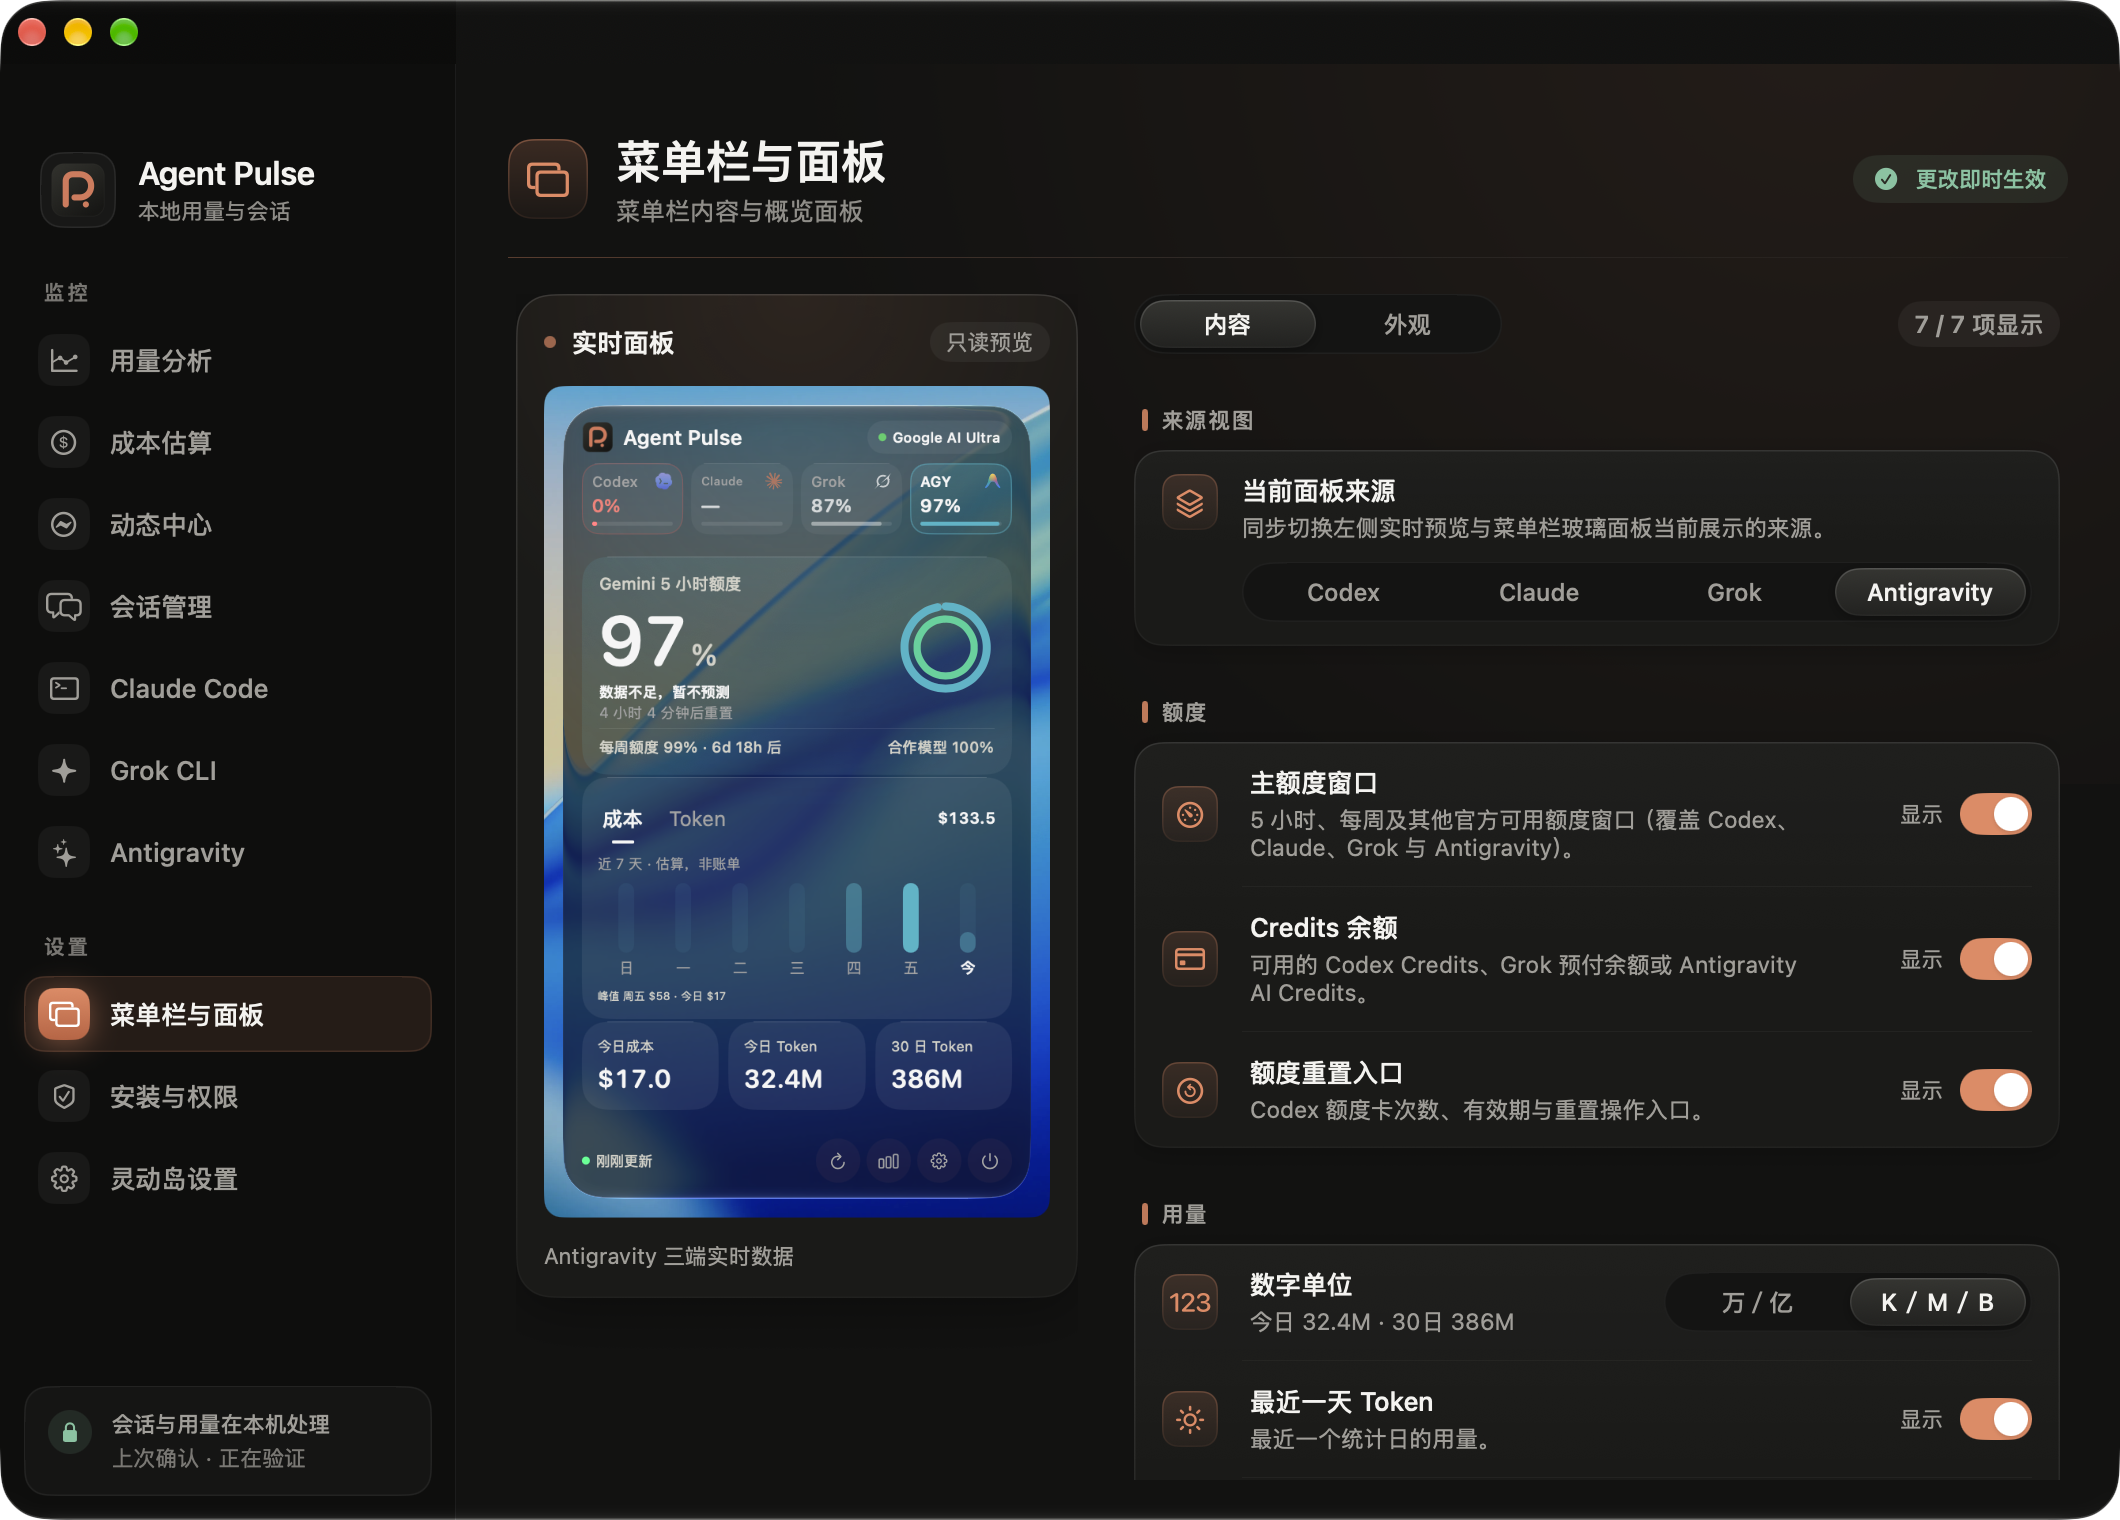 Agent Pulse
本地用量与会话
监控
用量分析
成本估算
动态中心
会话管理
Claude Code
Grok CLI
Antigravity
设置
菜单栏与面板
安装与权限
灵动岛设置
会话与用量在本机处理
上次确认 · 正在验证
菜单栏与面板
菜单栏内容与概览面板
更改即时生效
实时面板
只读预览
Agent Pulse
Google AI Ultra
Codex
0%
Claude
—
Grok
87%
AGY
97%
Gemini 5 小时额度
97 %
数据不足，暂不预测
4 小时 4 分钟后重置
每周额度 99% · 6d 18h 后
合作模型 100%
成本
Token
$133.5
近 7 天 · 估算，非账单
日 一 二 三 四 五 今
峰值 周五 $58 · 今日 $17
今日成本
$17.0
今日 Token
32.4M
30 日 Token
386M
刚刚更新
Antigravity 三端实时数据
内容
外观
7 / 7 项显示
来源视图
当前面板来源
同步切换左侧实时预览与菜单栏玻璃面板当前展示的来源。
Codex
Claude
Grok
Antigravity
额度
主额度窗口
5 小时、每周及其他官方可用额度窗口（覆盖 Codex、
Claude、Grok 与 Antigravity）。
显示
Credits 余额
可用的 Codex Credits、Grok 预付余额或 Antigravity
AI Credits。
显示
额度重置入口
Codex 额度卡次数、有效期与重置操作入口。
显示
用量
123
数字单位
今日 32.4M · 30日 386M
万 / 亿
K / M / B
最近一天 Token
最近一个统计日的用量。
显示